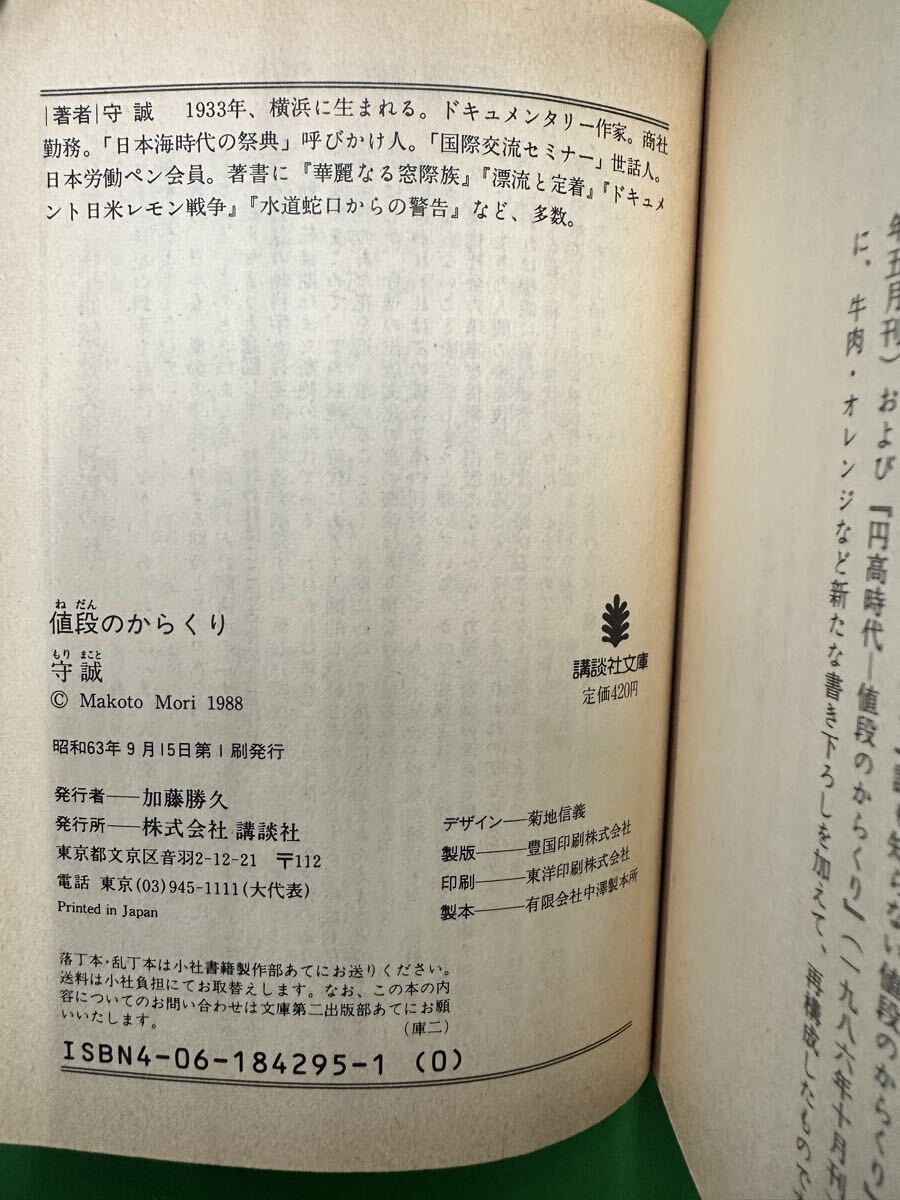 |著者|守 誠 1933年、横浜に生まれる。ドキュメンタリー作家。商社
勤務。「日本海時代の祭典」呼びかけ人。「国際交流セミナー」世話人。
日本労働ペン会員。著書に『華麗なる窓際族』『漂流と定着』『ドキュメ
ント日米レモン戦争』『水道蛇口からの警告』など、多数。
ね だん
値段のからくり
もり まこと
守 誠
© Makoto Mori 1988
講談社文庫
定価420円
昭和63年9月15日第1刷発行
発行者――加藤勝久
発行所――株式会社 講談社
東京都文京区音羽2-12-21 〒112
電話 東京(03)945-1111(大代表)
Printed in Japan
デザイン―菊地信義
製版――豊国印刷株式会社
印刷――東洋印刷株式会社
製本――有限会社中澤製本所
落丁本・乱丁本は小社書籍製作部あてにお送りください。
送料は小社負担にてお取替えします。なお、この本の内
容についてのお問い合わせは文庫第二出版部あてにお願
いいたします。
(庫二)
ISBN4-06-184295-1 (0)
知らない値段のからくり』
年五月刊)および『円高時代―値段のからくり』(一九八六年十月刊
に、牛肉・オレンジなど新たな書き下ろしを加えて、再構成したものだ